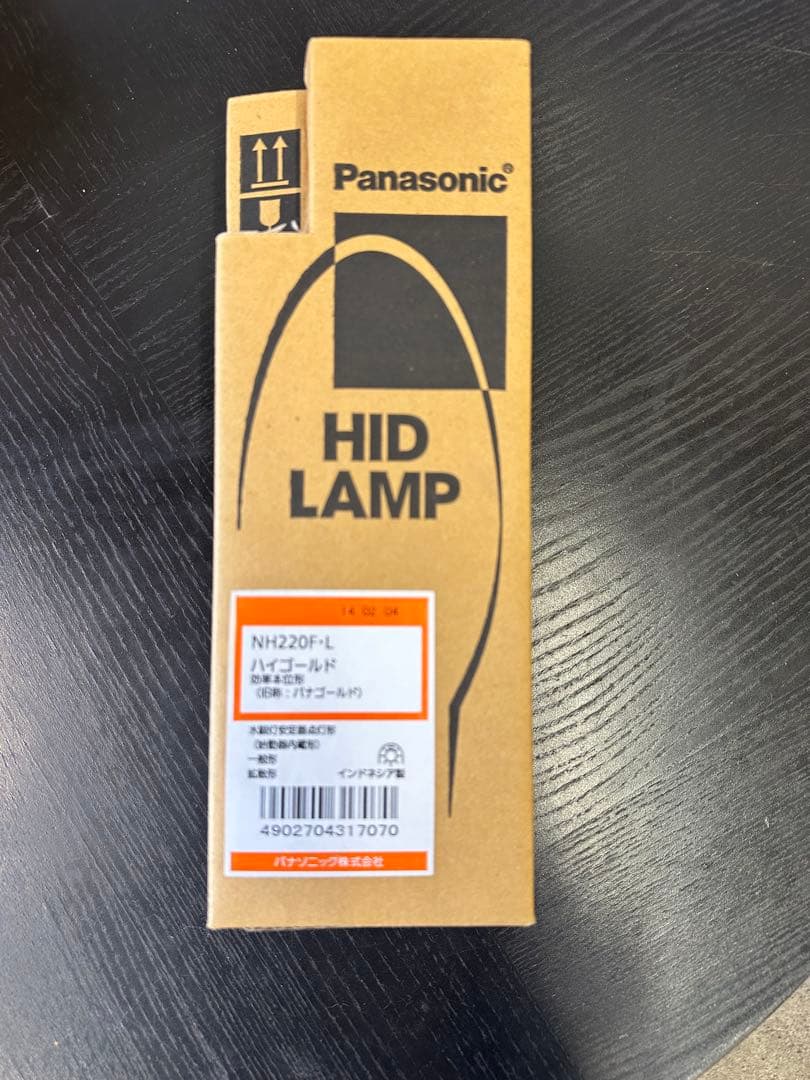 Panasonic®
HID
LAMP
14 02 04
NH220F・L
ハイゴールド
効率本位形
（旧称：パナゴールド）
水銀灯安定器点灯形
（始動器内蔵形）
一般形
拡散形
インドネシア製
4902704317070
パナソニック株式会社